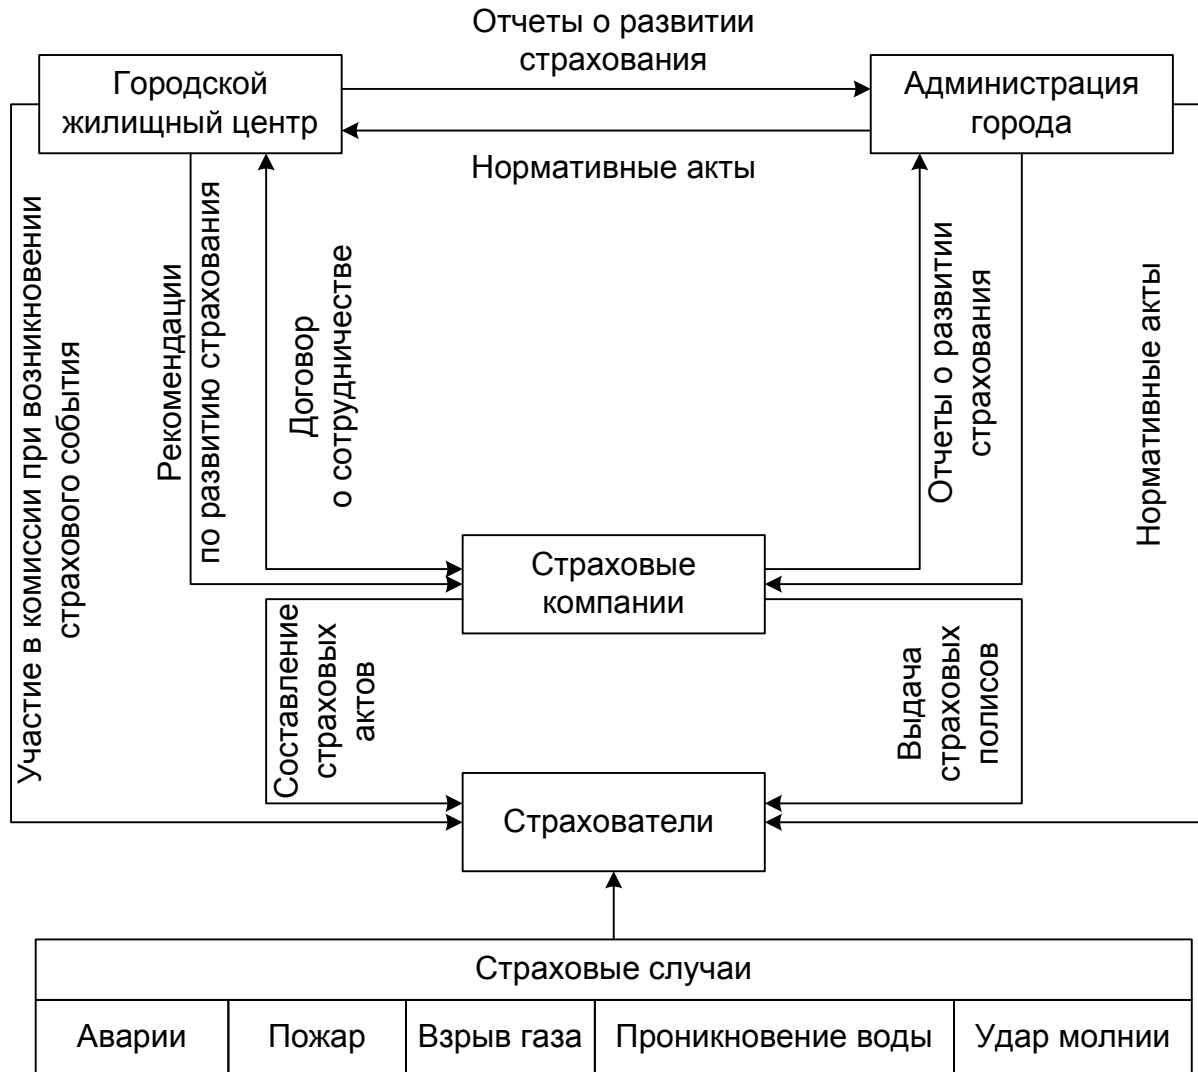 Отчеты о развитии
страхования
Городской
жилищный центр
Администрация
города
Нормативные акты
Участие в комиссии при возникновении
страхового события
Рекомендации
по развитию страхования
Договор
о сотрудничестве
Отчеты о развитии
страхования
Нормативные акты
Страховые
компании
Составление
страховых
актов
Выдача
страховых
полисов
Страхователи
Страховые случаи
Аварии
Пожар
Взрыв газа
Проникновение воды
Удар молнии